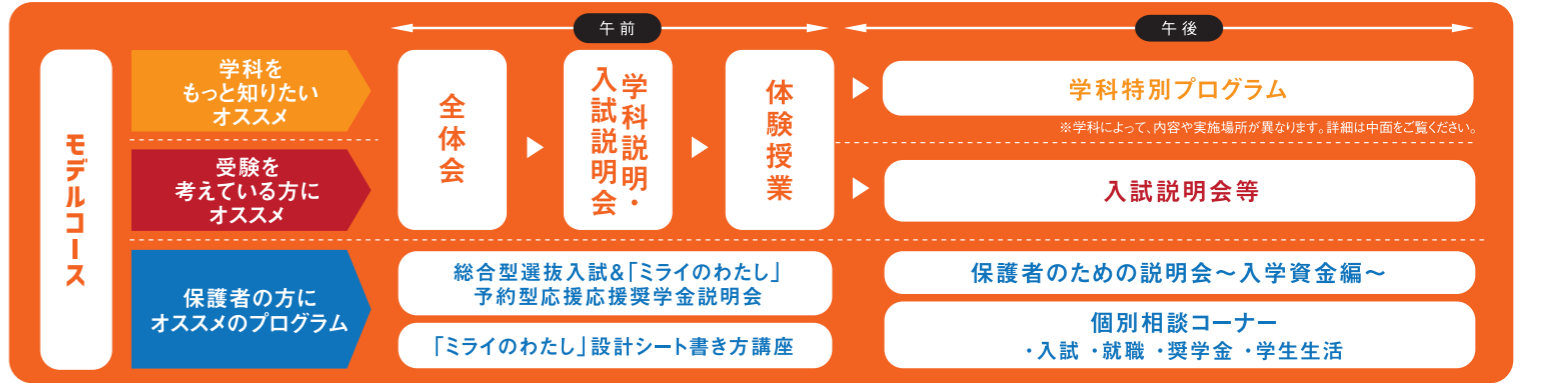 午前
午後
モデルコース
学科を
もっと知りたい
オススメ
全体会
学科説明・
入試説明会
体験授業
学科特別プログラム
※学科によって、内容や実施場所が異なります。詳細は中面をご覧ください。
受験を
考えている方に
オススメ
入試説明会等
保護者の方に
オススメのプログラム
総合型選抜入試&「ミライのわたし」
予約型応援応援奨学金説明会
「ミライのわたし」設計シート書き方講座
保護者のための説明会～入学資金編～
個別相談コーナー
・入試 ・就職 ・奨学金 ・学生生活